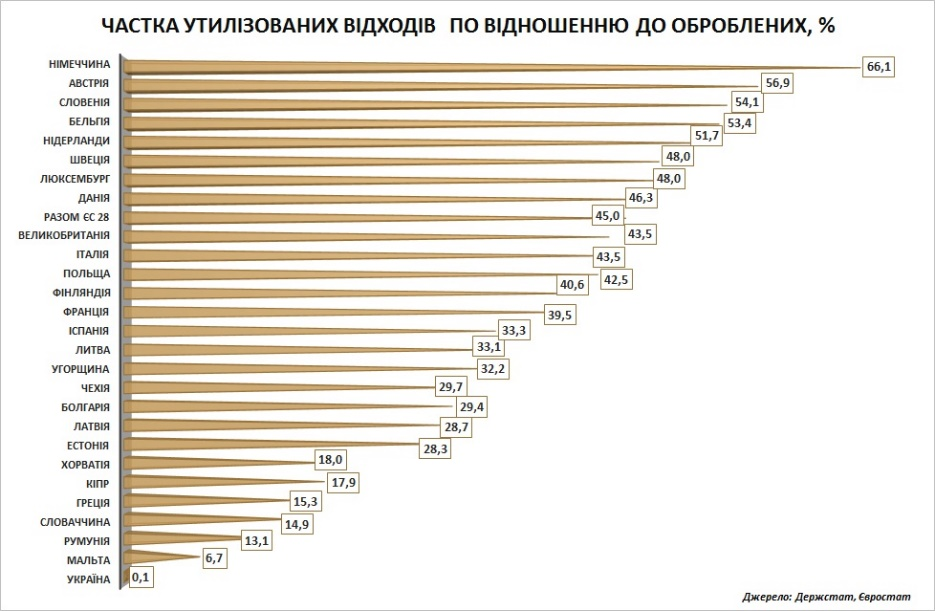 ЧАСТКА УТИЛІЗОВАНИХ ВІДХОДІВ ПО ВІДНОШЕННЮ ДО ОБРОБЛЕНИХ, %
НІМЕЧЧИНА 66,1
АВСТРІЯ 56,9
СЛОВЕНІЯ 54,1
БЕЛЬГІЯ 53,4
НІДЕРЛАНДИ 51,7
ШВЕЦІЯ 48,0
ЛЮКСЕМБУРГ 48,0
ДАНІЯ 46,3
РАЗОМ ЄС 28 45,0
ВЕЛИКОБРИТАНІЯ 43,5
ІТАЛІЯ 43,5
ПОЛЬЩА 42,5
ФІНЛЯНДІЯ 40,6
ФРАНЦІЯ 39,5
ІСПАНІЯ 33,3
ЛИТВА 33,1
УГОРЩИНА 32,2
ЧЕХІЯ 29,7
БОЛГАРІЯ 29,4
ЛАТВІЯ 28,7
ЕСТОНІЯ 28,3
ХОРВАТІЯ 18,0
КІПР 17,9
ГРЕЦІЯ 15,3
СЛОВАЧЧИНА 14,9
РУМУНІЯ 13,1
МАЛЬТА 6,7
УКРАЇНА 0,1
Джерело: Держстат, Євростат